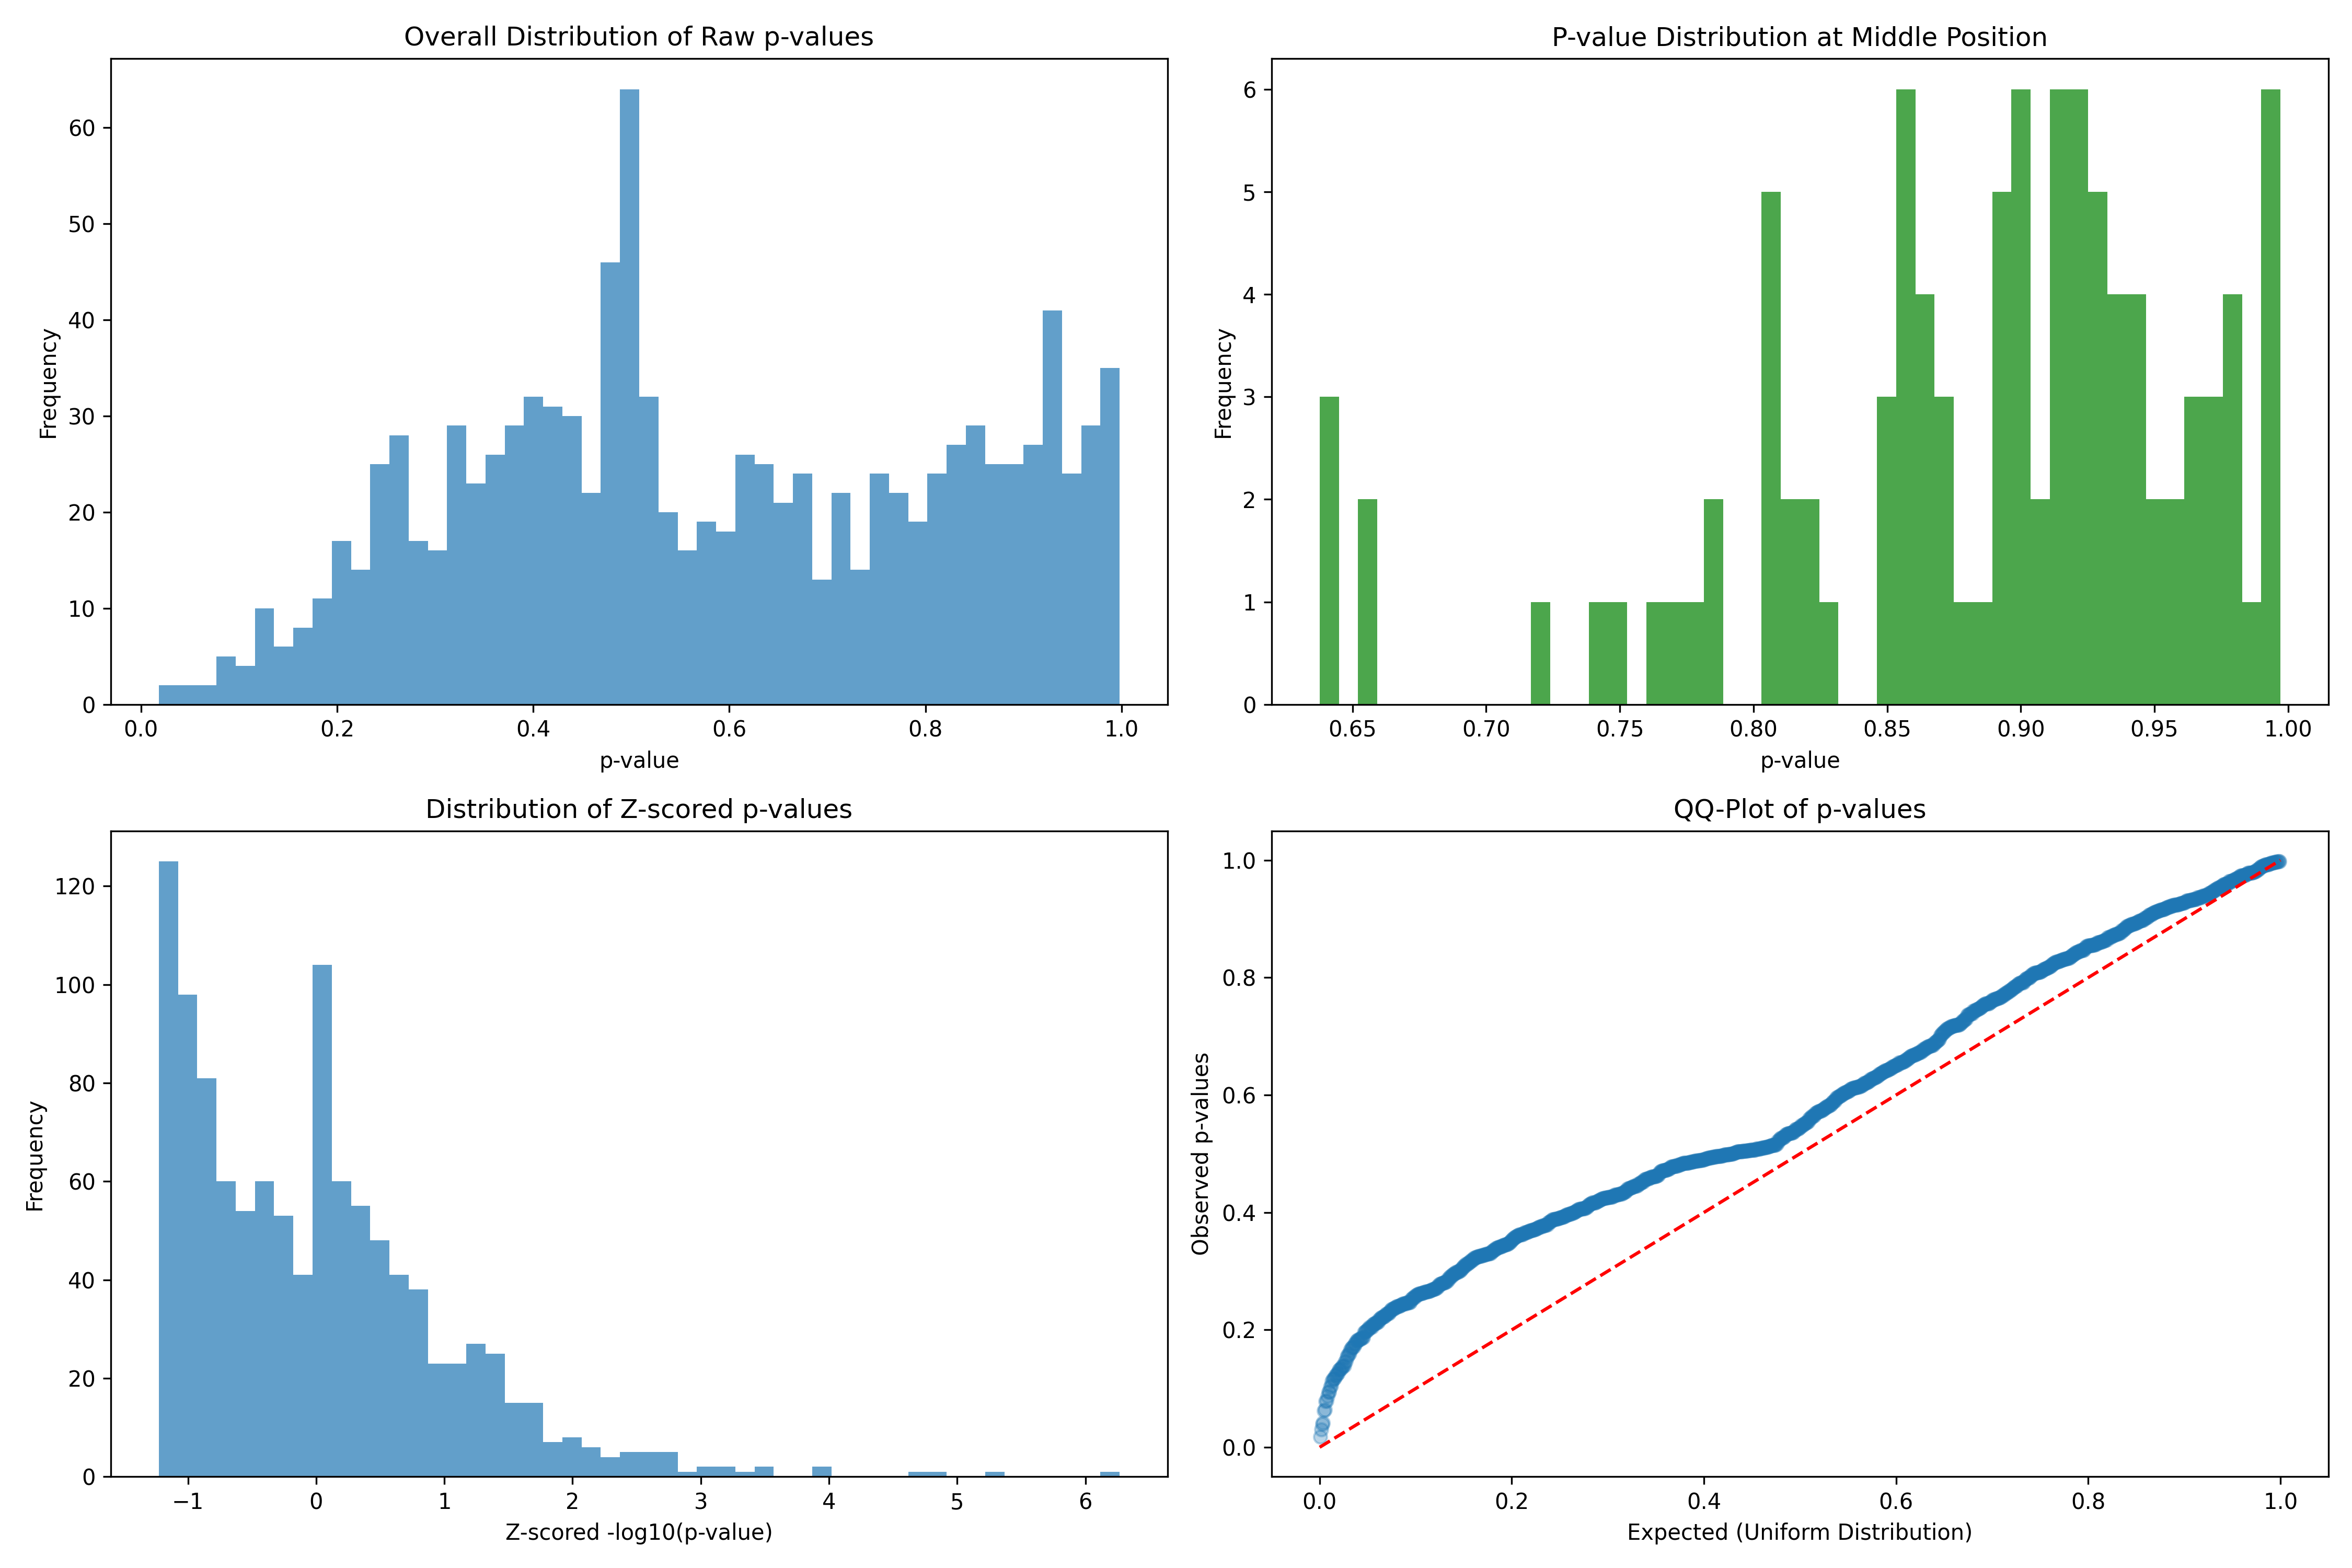 Overall Distribution of Raw p-values
Frequency
60
50
40
30
20
10
0
0.0 0.2 0.4 0.6 0.8 1.0
p-value
P-value Distribution at Middle Position
Frequency
6
5
4
3
2
1
0
0.65 0.70 0.75 0.80 0.85 0.90 0.95 1.00
p-value
Distribution of Z-scored p-values
Frequency
120
100
80
60
40
20
0
−1 0 1 2 3 4 5 6
Z-scored -log10(p-value)
QQ-Plot of p-values
Observed p-values
1.0
0.8
0.6
0.4
0.2
0.0
0.0 0.2 0.4 0.6 0.8 1.0
Expected (Uniform Distribution)